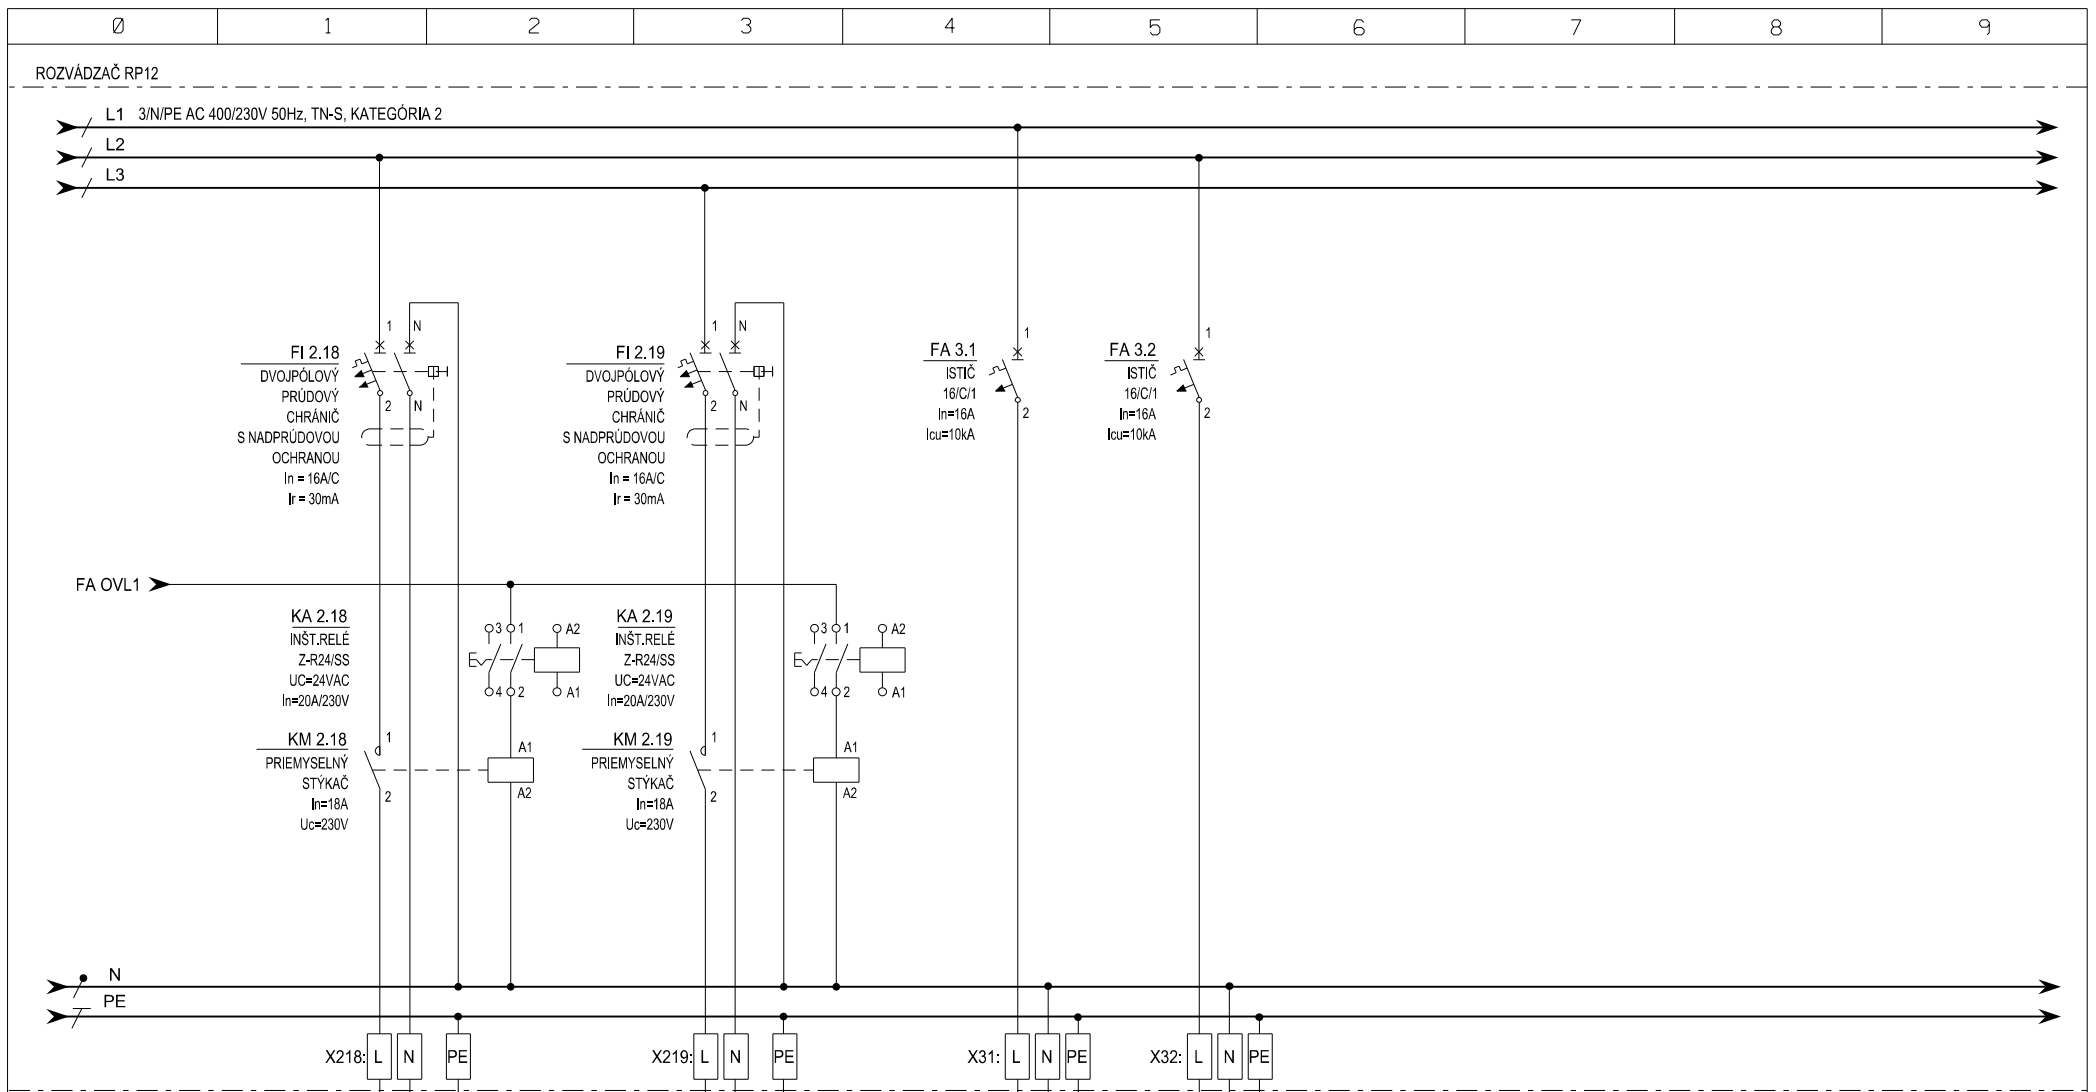 0 1 2 3 4 5 6 7 8 9
ROZVÁDZAČ RP12
L1 3/N/PE AC 400/230V 50Hz, TN-S, KATEGÓRIA 2
L2
L3
1 N
FI 2.18
DVOJPÓLOVÝ
PRÚDOVÝ
CHRÁNIČ
S NADPRÚDOVOU
OCHRANOU
In = 16A/C
Ir = 30mA
2 N
1 N
FI 2.19
DVOJPÓLOVÝ
PRÚDOVÝ
CHRÁNIČ
S NADPRÚDOVOU
OCHRANOU
In = 16A/C
Ir = 30mA
2 N
1
FA 3.1
ISTIČ
16/C/1
In=16A
Icu=10kA
2
1
FA 3.2
ISTIČ
16/C/1
In=16A
Icu=10kA
2
FA OVL1
KA 2.18
INŠT.RELÉ
Z-R24/SS
UC=24VAC
In=20A/230V
3 1 A2
4 2 A1
KA 2.19
INŠT.RELÉ
Z-R24/SS
UC=24VAC
In=20A/230V
3 1 A2
4 2 A1
KM 2.18
PRIEMYSELNÝ
STÝKAČ
In=18A
Uc=230V
1
2
A1
A2
KM 2.19
PRIEMYSELNÝ
STÝKAČ
In=18A
Uc=230V
1
2
A1
A2
N
PE
X218: L N PE
X219: L N PE
X31: L N PE
X32: L N PE